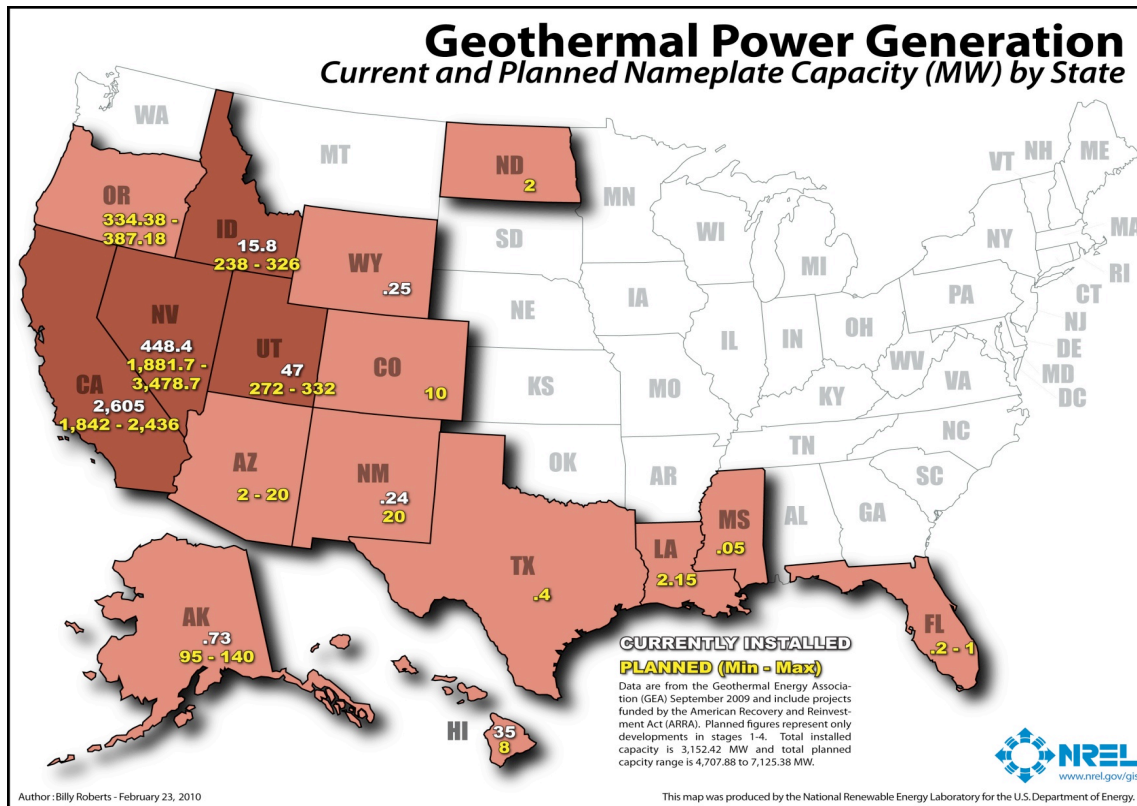 Geothermal Power Generation
Current and Planned Nameplate Capacity (MW) by State
WA
MT
ND
2
MN
VT
NH
ME
OR
334.38 -
387.18
ID
15.8
238 - 326
WY
.25
SD
WI
MI
NY
MA
RI
CT
NV
448.4
1,881.7 -
3,478.7
UT
47
272 - 332
CO
10
NE
IA
IL
IN
OH
PA
NJ
DE
MD
DC
WV
VA
CA
2,605
1,842 - 2,436
KS
MO
KY
AZ
2 - 20
NM
.24
20
OK
AR
TN
NC
SC
TX
.4
LA
2.15
MS
.05
AL
GA
FL
.2 - 1
AK
.73
95 - 140
HI
35
8
CURRENTLY INSTALLED
PLANNED (Min - Max)
Data are from the Geothermal Energy Associa-
tion (GEA) September 2009 and include projects
funded by the American Recovery and Reinvest-
ment Act (ARRA). Planned figures represent only
developments in stages 1-4. Total installed
capacity is 3,152.42 MW and total planned
capcity range is 4,707.88 to 7,125.38 MW.
NREL
www.nrel.gov/gis
Author : Billy Roberts - February 23, 2010
This map was produced by the National Renewable Energy Laboratory for the U.S. Department of Energy.